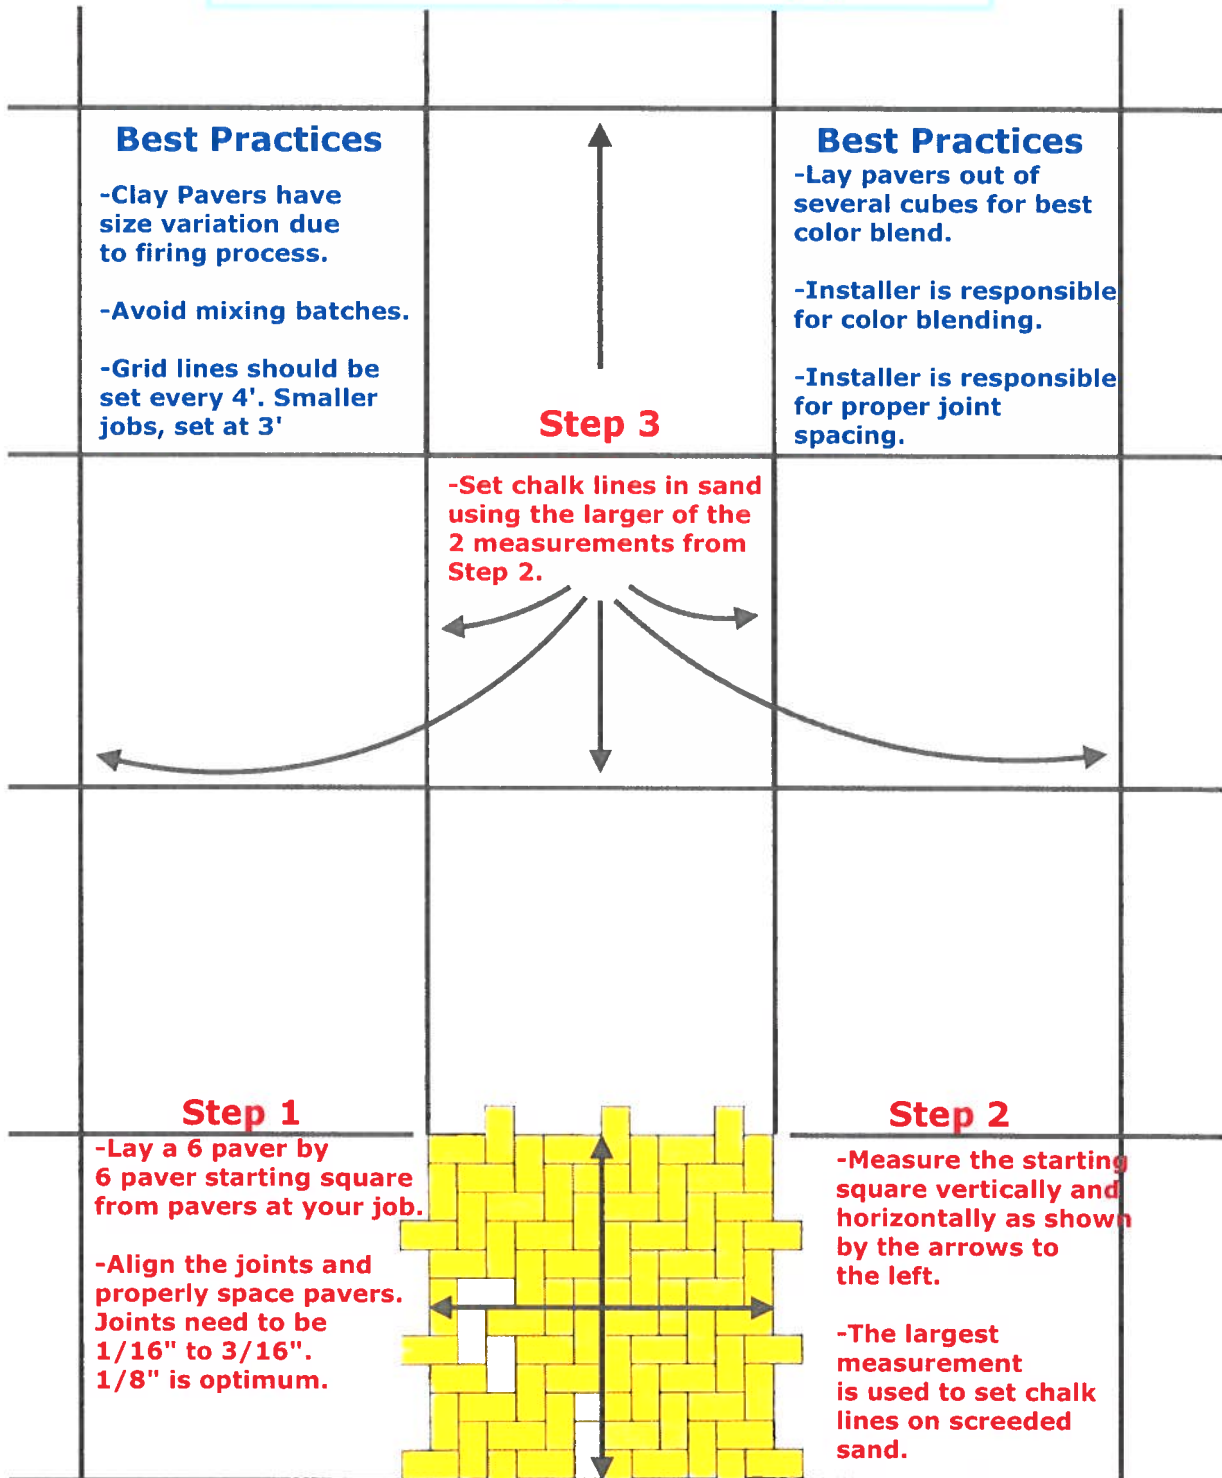 Best Practices
-Clay Pavers have
size variation due
to firing process.
-Avoid mixing batches.
-Grid lines should be
set every 4'. Smaller
jobs, set at 3'
Best Practices
-Lay pavers out of
several cubes for best
color blend.
-Installer is responsible
for color blending.
-Installer is responsible
for proper joint
spacing.
Step 3
-Set chalk lines in sand
using the larger of the
2 measurements from
Step 2.
Step 1
-Lay a 6 paver by
6 paver starting square
from pavers at your job.
-Align the joints and
properly space pavers.
Joints need to be
1/16" to 3/16".
1/8" is optimum.
Step 2
-Measure the starting
square vertically and
horizontally as shown
by the arrows to
the left.
-The largest
measurement
is used to set chalk
lines on screeded
sand.